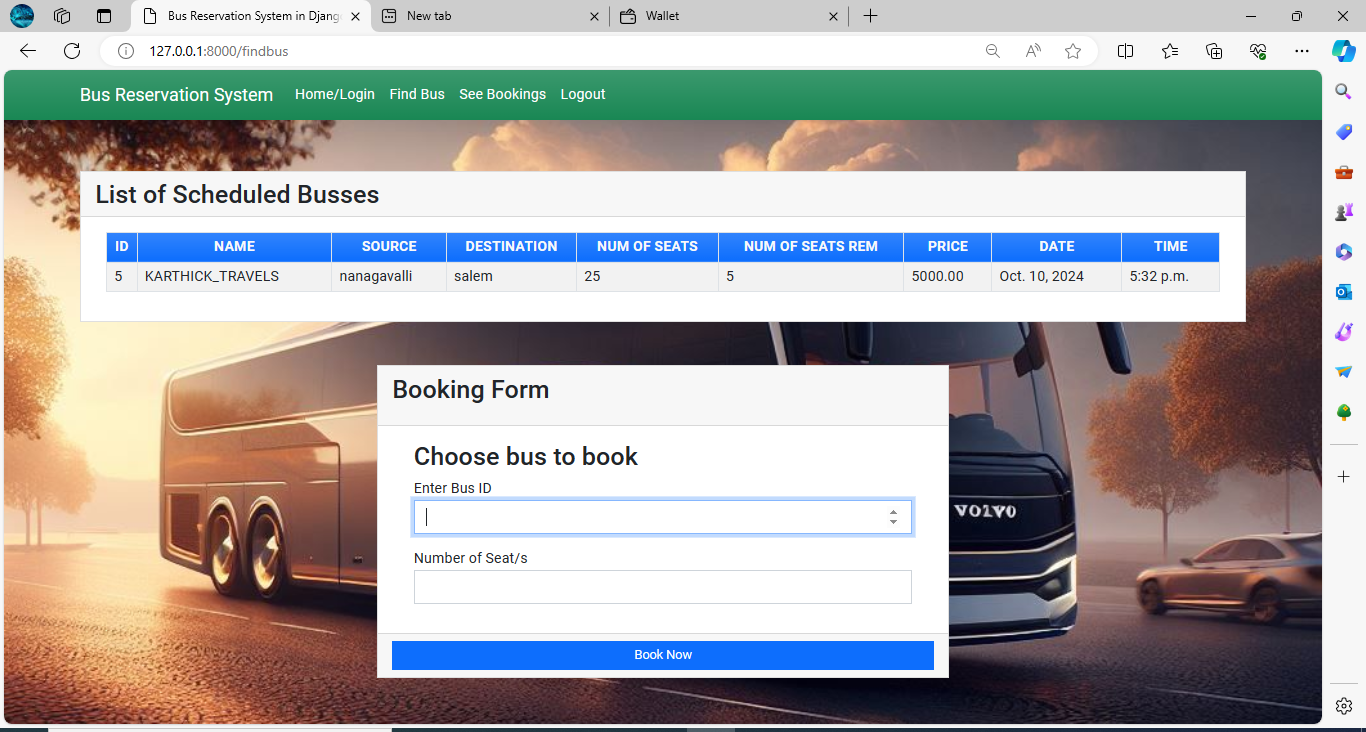 Bus Reservation System in Djang
New tab
Wallet
127.0.0.1:8000/findbus
Bus Reservation System Home/Login Find Bus See Bookings Logout
List of Scheduled Busses
ID NAME SOURCE DESTINATION NUM OF SEATS NUM OF SEATS REM PRICE DATE TIME
5 KARTHICK_TRAVELS nanagavalli salem 25 5 5000.00 Oct. 10, 2024 5:32 p.m.
Booking Form
Choose bus to book
Enter Bus ID
VOLVO
Number of Seat/s
Book Now